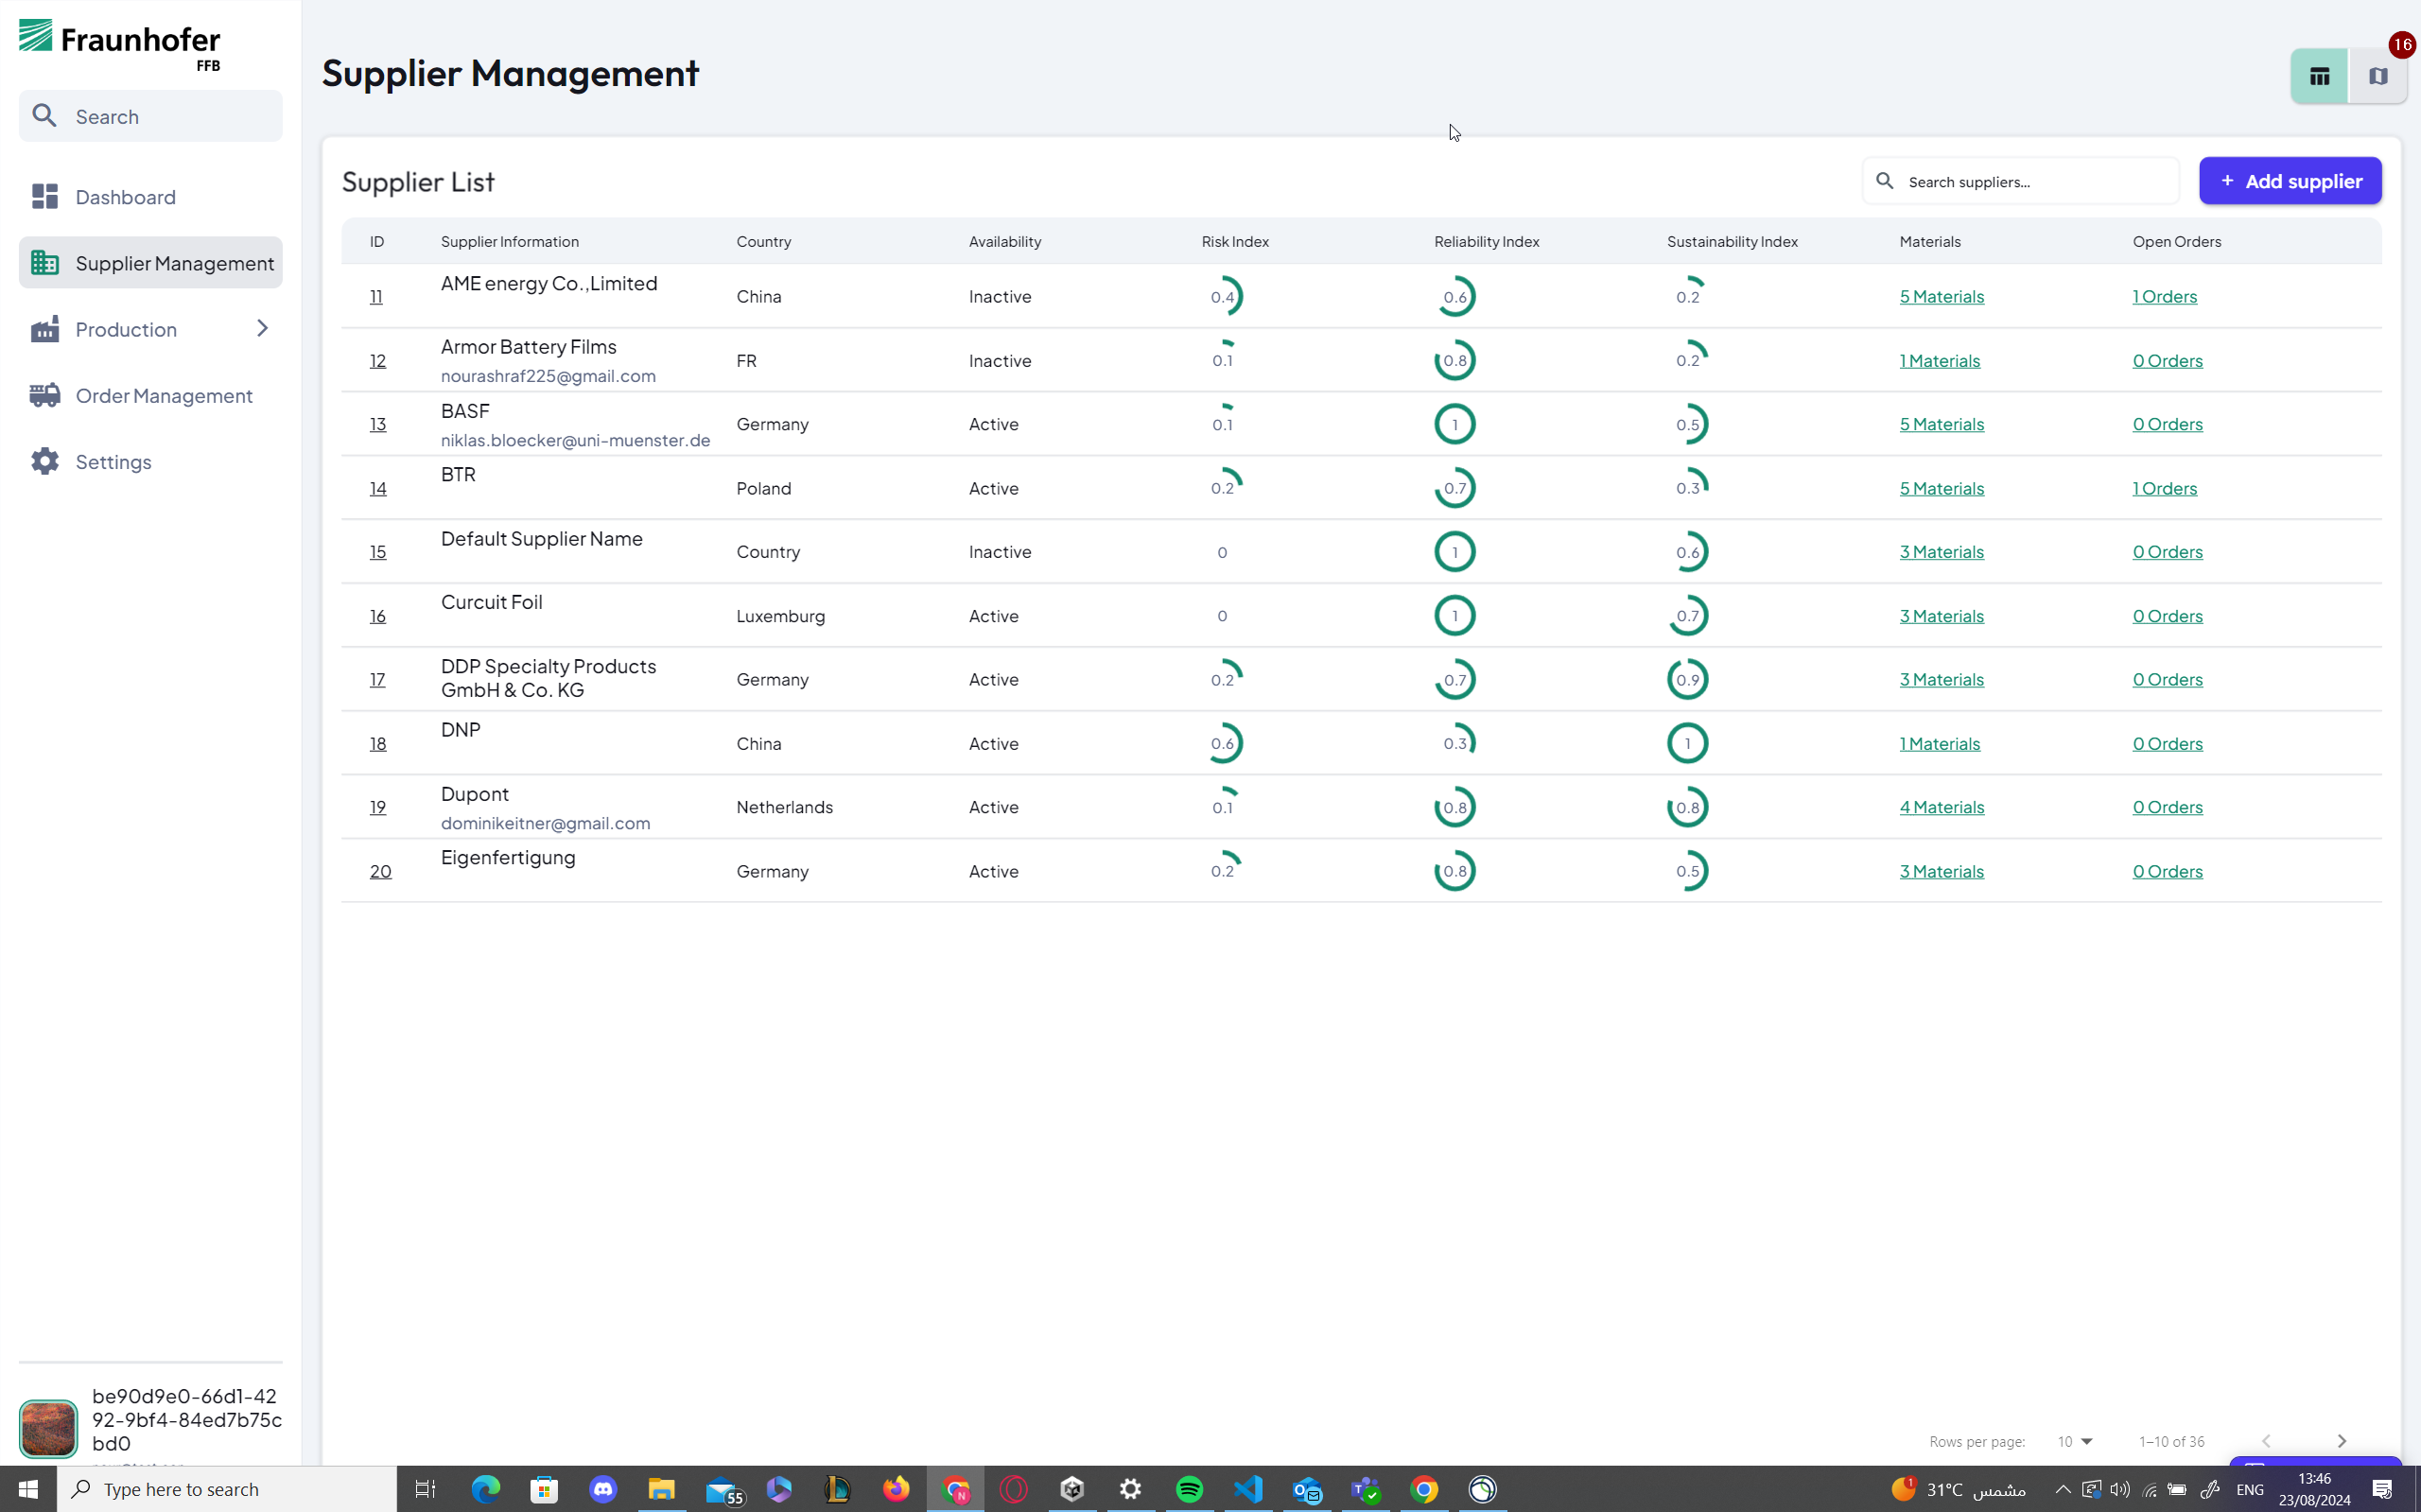 Fraunhofer
FFB
Search
Dashboard
Supplier Management
Production
Order Management
Settings
be90d9e0-66d1-42
92-9bf4-84ed7b75c
bd0
Supplier Management
16
Supplier List
Search suppliers...
+ Add supplier
ID Supplier Information Country Availability Risk Index Reliability Index Sustainability Index Materials Open Orders
11 AME energy Co.,Limited China Inactive 0.4 0.6 0.2 5 Materials 1 Orders
12 Armor Battery Films FR Inactive 0.1 0.8 0.2 1 Materials 0 Orders
nourashraf225@gmail.com
13 BASF Germany Active 0.1 1 0.5 5 Materials 0 Orders
niklas.bloecker@uni-muenster.de
14 BTR Poland Active 0.2 0.7 0.3 5 Materials 1 Orders
15 Default Supplier Name Country Inactive 0 1 0.6 3 Materials 0 Orders
16 Curcuit Foil Luxemburg Active 0 1 0.7 3 Materials 0 Orders
17 DDP Specialty Products Germany Active 0.2 0.7 0.9 3 Materials 0 Orders
GmbH & Co. KG
18 DNP China Active 0.6 0.3 1 1 Materials 0 Orders
19 Dupont Netherlands Active 0.1 0.8 0.8 4 Materials 0 Orders
dominikeitner@gmail.com
20 Eigenfertigung Germany Active 0.2 0.8 0.5 3 Materials 0 Orders
Rows per page: 10 1–10 of 36
Type here to search
55
N
1
31°C مشمس
ENG
13:46
23/08/2024